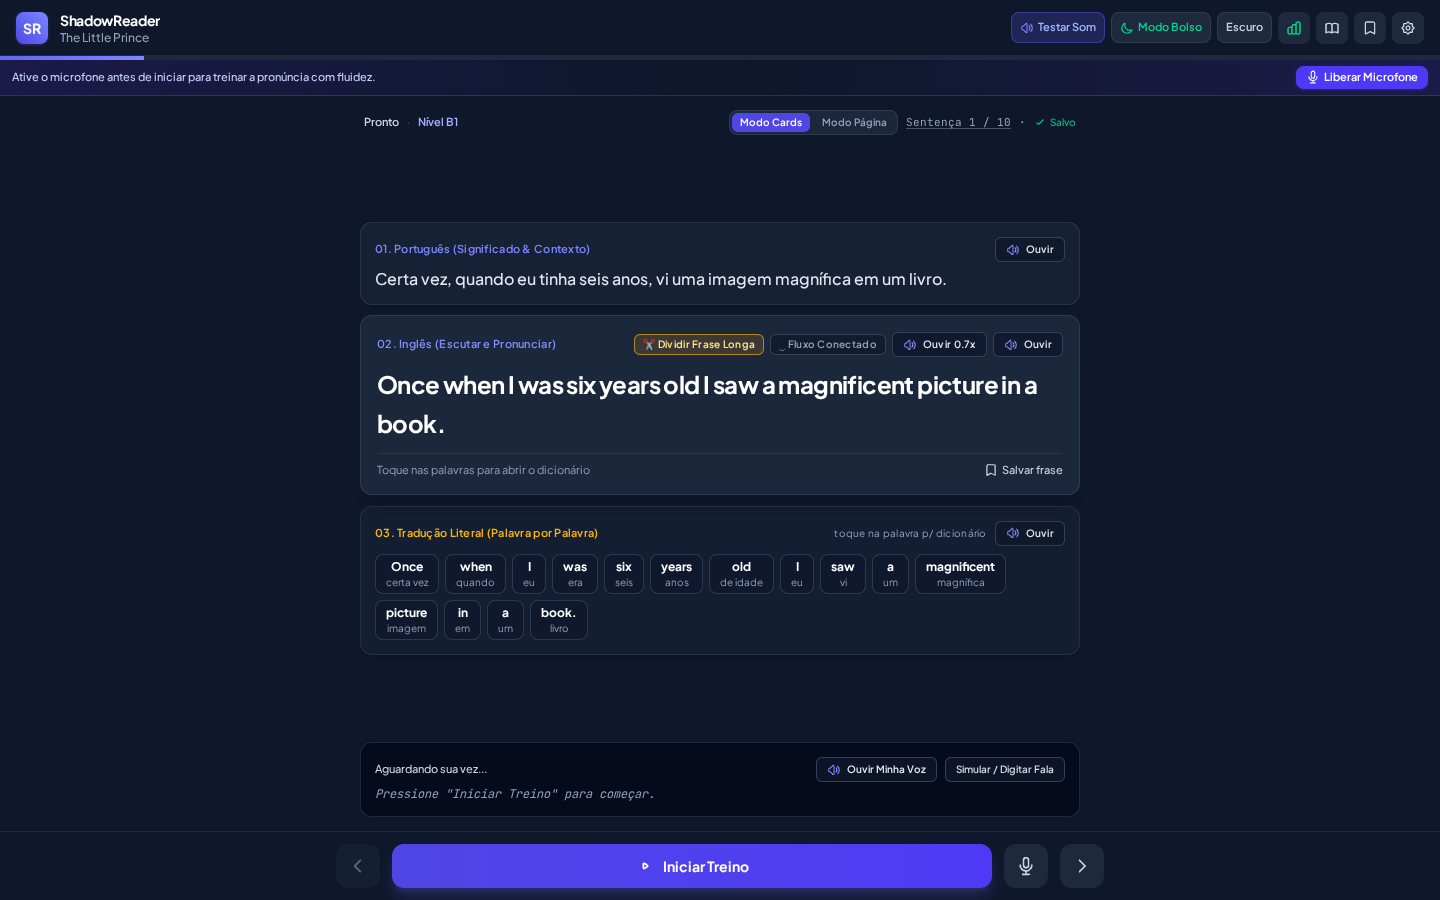 SR
ShadowReader
The Little Prince
Testar Som
Modo Bolso
Escuro
Ative o microfone antes de iniciar para treinar a pronúncia com fluidez.
Liberar Microfone
Pronto · Nível B1
Modo Cards
Modo Página
Sentença 1 / 10 · Salvo
01. Português (Significado & Contexto)
Ouvir
Certa vez, quando eu tinha seis anos, vi uma imagem magnífica em um livro.
02. Inglês (Escutar e Pronunciar)
Dividir Frase Longa
Fluxo Conectado
Ouvir 0.7x
Ouvir
Once when I was six years old I saw a magnificent picture in a
book.
Toque nas palavras para abrir o dicionário
Salvar frase
03. Tradução Literal (Palavra por Palavra)
toque na palavra p/ dicionário
Ouvir
Once when I was six years old I saw a magnificent
certa vez quando eu era seis anos de idade eu vi um magnífica
picture in a book.
imagem em um livro
Aguardando sua vez...
Ouvir Minha Voz
Simular / Digitar Fala
Pressione "Iniciar Treino" para começar.
Iniciar Treino